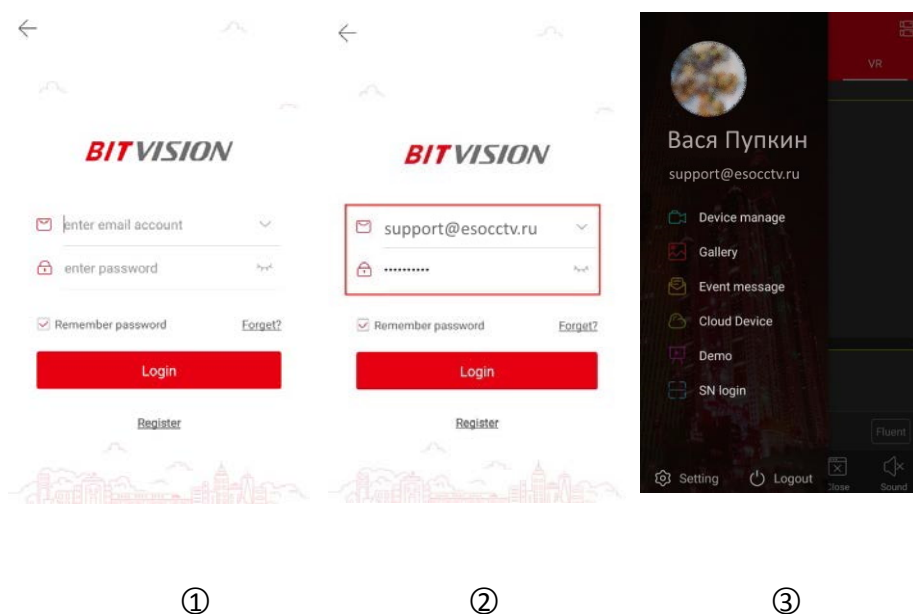 BITVISION
enter email account
enter password
Remember password Forget?
Login
Register
①
BITVISION
support@esocctv.ru
••••••••••
Remember password Forget?
Login
Register
②
VR
Вася Пупкин
support@esocctv.ru
Device manage
Gallery
Event message
Cloud Device
Demo
SN login
Fluent
Setting Logout
Close Sound
③